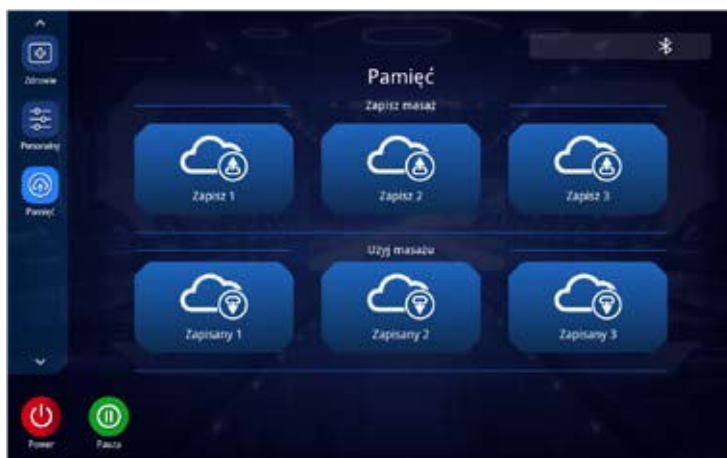 Zdrowie
Personalny
Pamięć
Pamięć
Zapisz masaż
Zapisz 1
Zapisz 2
Zapisz 3
Użyj masażu
Zapisany 1
Zapisany 2
Zapisany 3
Power
Pauza